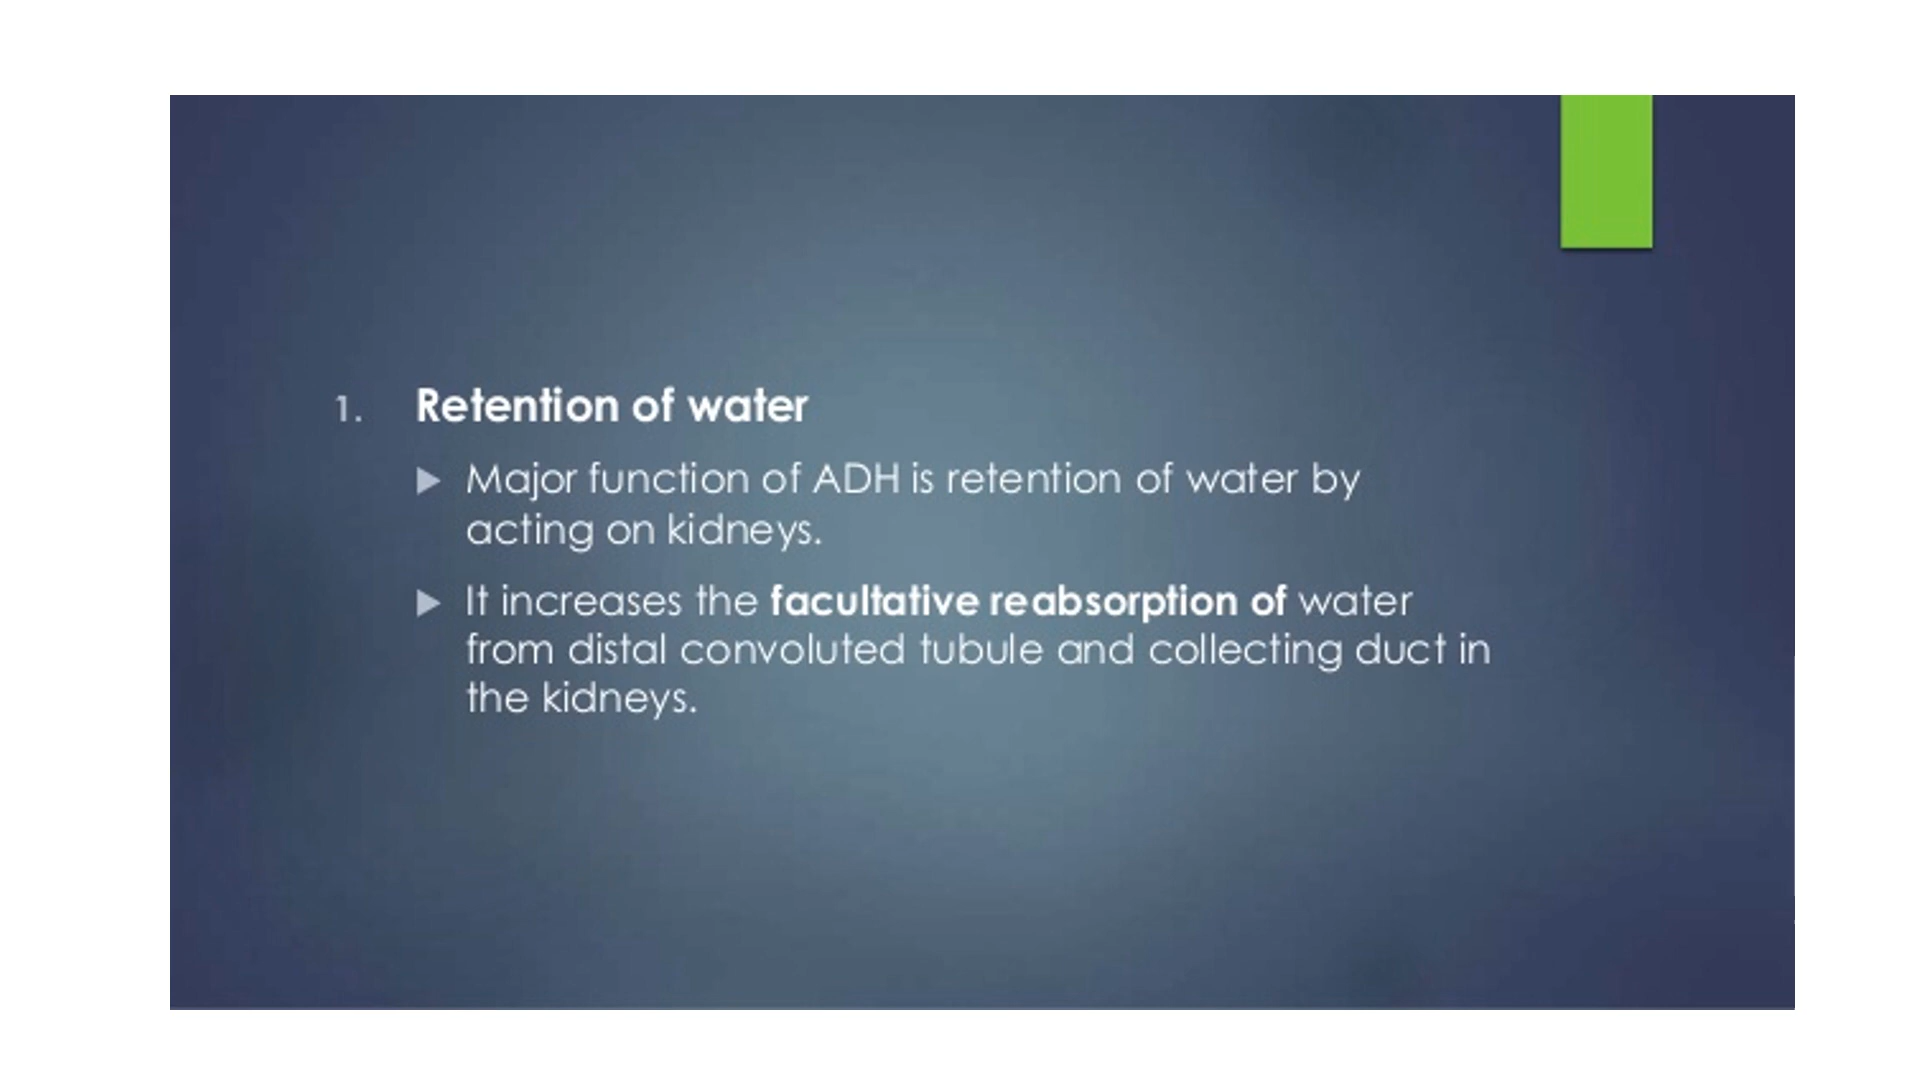 1. Retention of water
Major function of ADH is retention of water by
acting on kidneys.
It increases the facultative reabsorption of water
from distal convoluted tubule and collecting duct in
the kidneys.